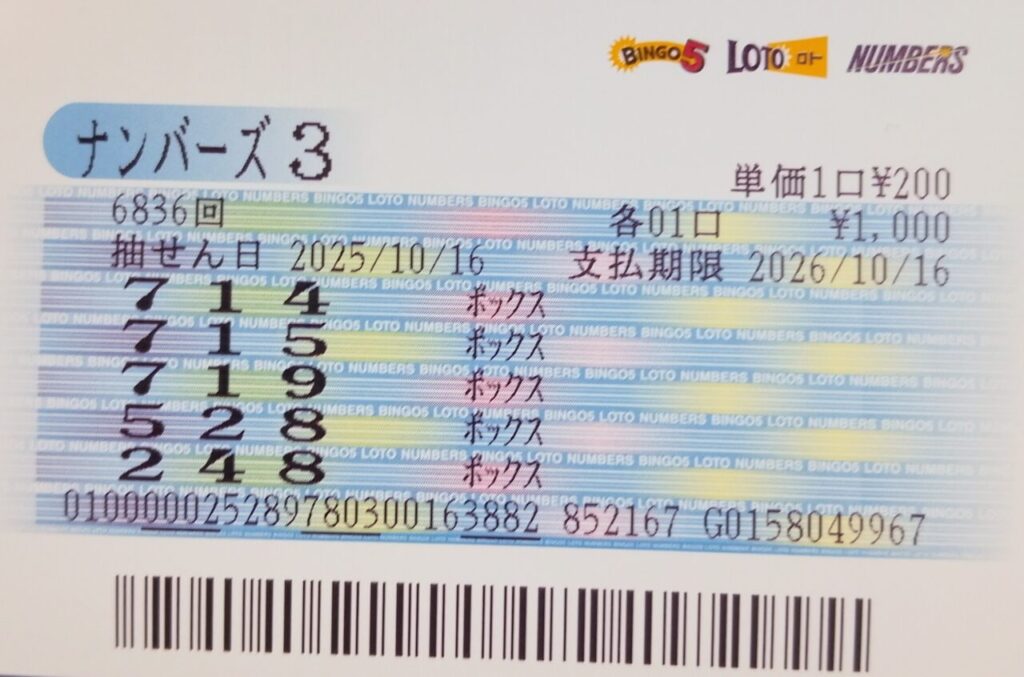 BINGO5 LOTO ロト NUMBERS
ナンバーズ3
単価1口¥200
6836回 各01口 ¥1,000
抽せん日 2025/10/16 支払期限 2026/10/16
714 ボックス
715 ボックス
719 ボックス
528 ボックス
248 ボックス
010000025289780300163882 852167 G0158049967